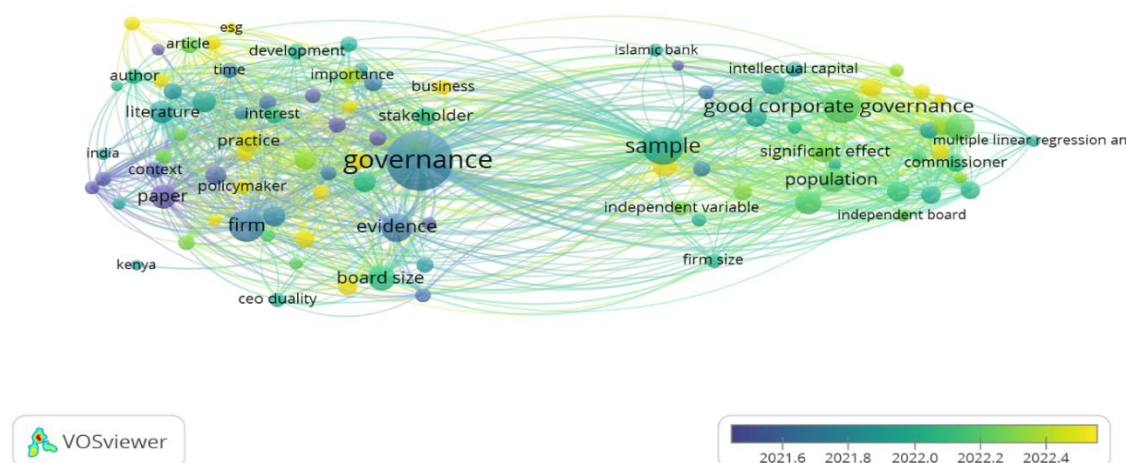 esg
article
development
islamic bank
author
time
importance
business
intellectual capital
literature
interest
stakeholder
good corporate governance
india
practice
governance
sample
significant effect
multiple linear regression an
context
policymaker
commissioner
paper
population
firm
evidence
independent variable
independent board
kenya
board size
firm size
ceo duality
VOSviewer
2021.6 2021.8 2022.0 2022.2 2022.4